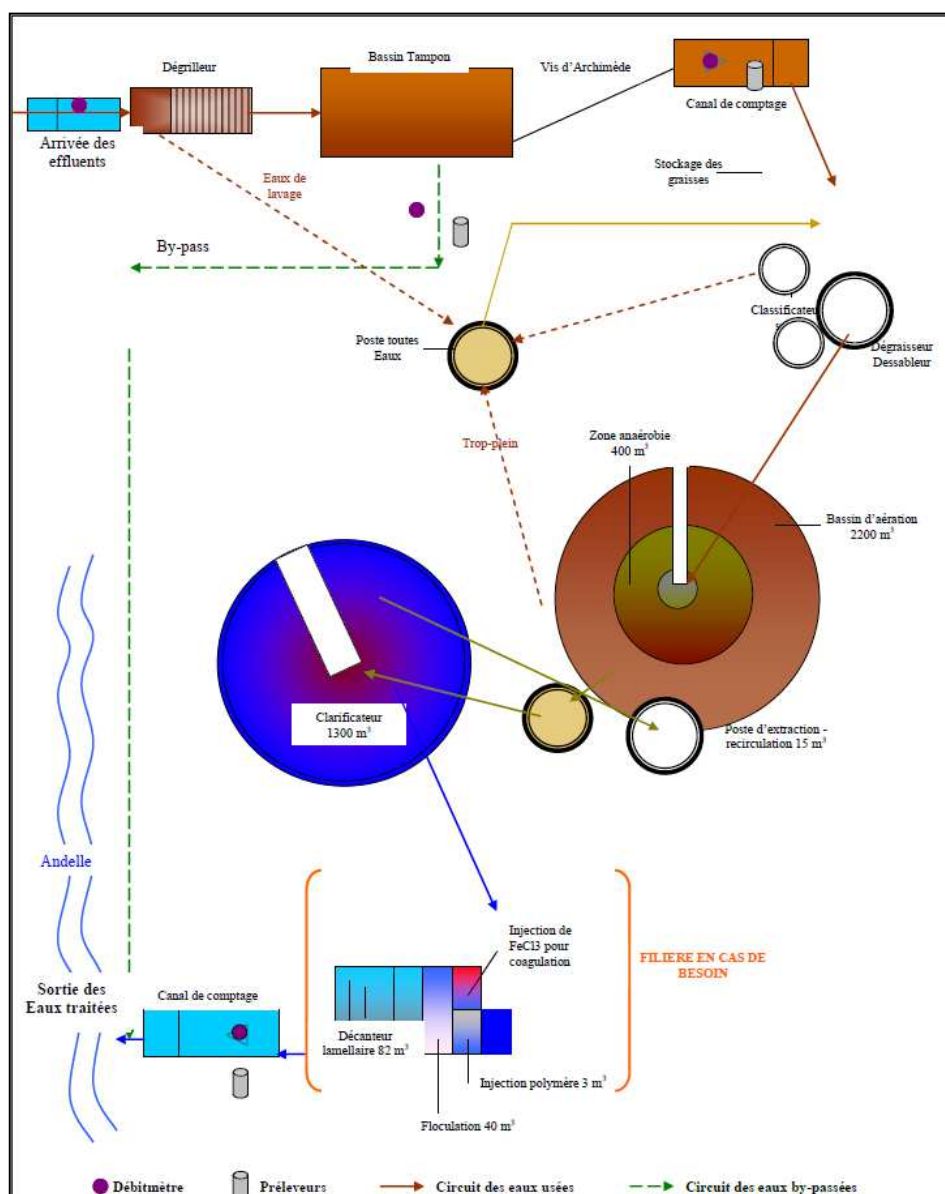 Dégrilleur
Bassin Tampon
Vis d'Archimède
Canal de comptage
Arrivée des
effluents
Eaux de
lavage
Stockage des
graisses
By-pass
Classificateur
Poste toutes
Eaux
Dégraisseur
Dessableur
Trop-plein
Zone anaérobie
400 m³
Bassin d'aération
2200 m³
Clarificateur
1300 m³
Poste d'extraction -
recirculation 15 m³
Andelle
Injection de
FeCl3 pour
coagulation
FILIERE EN CAS DE
BESOIN
Sortie des
Eaux traitées
Canal de comptage
Décanteur
lamellaire 82 m³
Injection polymère 3 m³
Floculation 40 m³
Débitmètre
Préleveurs
Circuit des eaux usées
Circuit des eaux by-passées